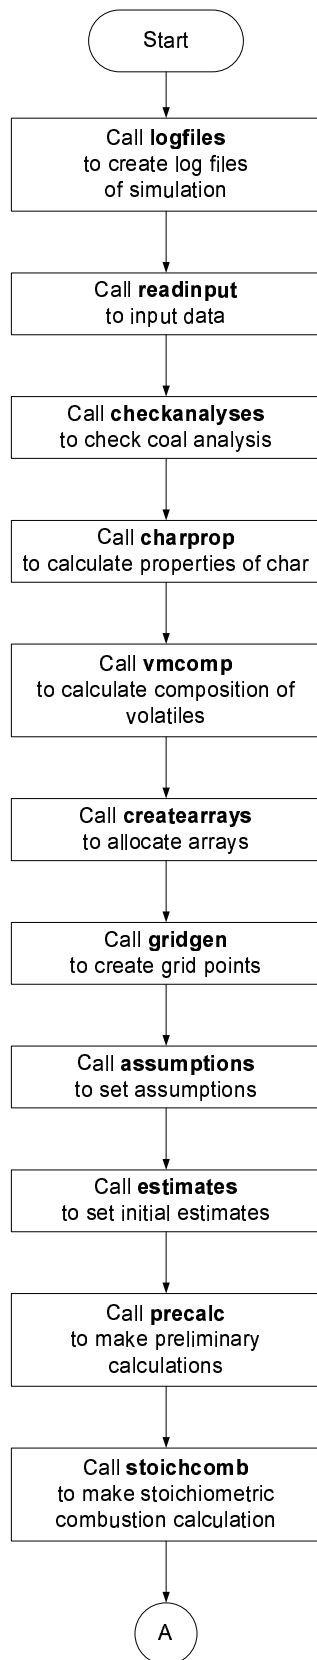 Start
Call logfiles
to create log files
of simulation
Call readinput
to input data
Call checkanalyses
to check coal analysis
Call charprop
to calculate properties of char
Call vmcomp
to calculate composition of
volatiles
Call createarrays
to allocate arrays
Call gridgen
to create grid points
Call assumptions
to set assumptions
Call estimates
to set initial estimates
Call precalc
to make preliminary
calculations
Call stoichcomb
to make stoichiometric
combustion calculation
A